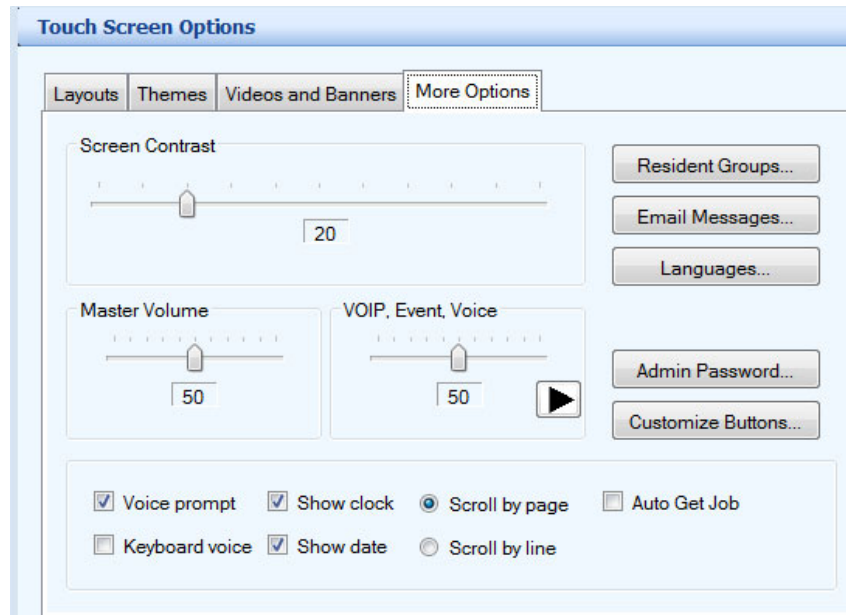 Touch Screen Options
Layouts Themes Videos and Banners More Options
Screen Contrast
20
Resident Groups...
Email Messages...
Languages...
Master Volume
50
VOIP, Event, Voice
50
Admin Password...
Customize Buttons...
Voice prompt Show clock Scroll by page Auto Get Job
Keyboard voice Show date Scroll by line